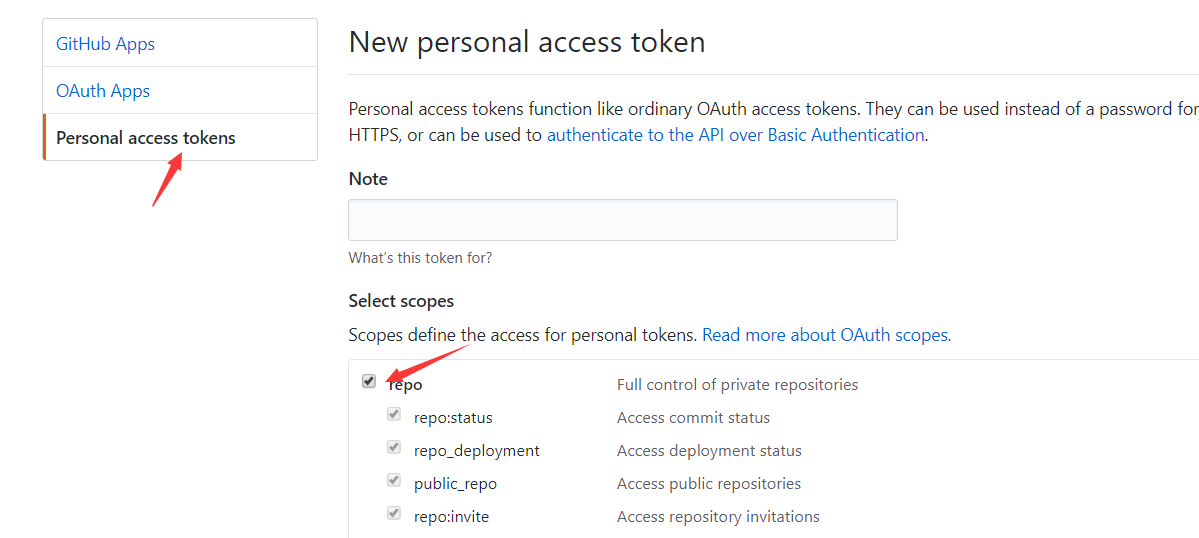 GitHub Apps
OAuth Apps
Personal access tokens
New personal access token
Personal access tokens function like ordinary OAuth access tokens. They can be used instead of a password for
HTTPS, or can be used to authenticate to the API over Basic Authentication.
Note
What's this token for?
Select scopes
Scopes define the access for personal tokens. Read more about OAuth scopes.
repo Full control of private repositories
repo:status Access commit status
repo_deployment Access deployment status
public_repo Access public repositories
repo:invite Access repository invitations